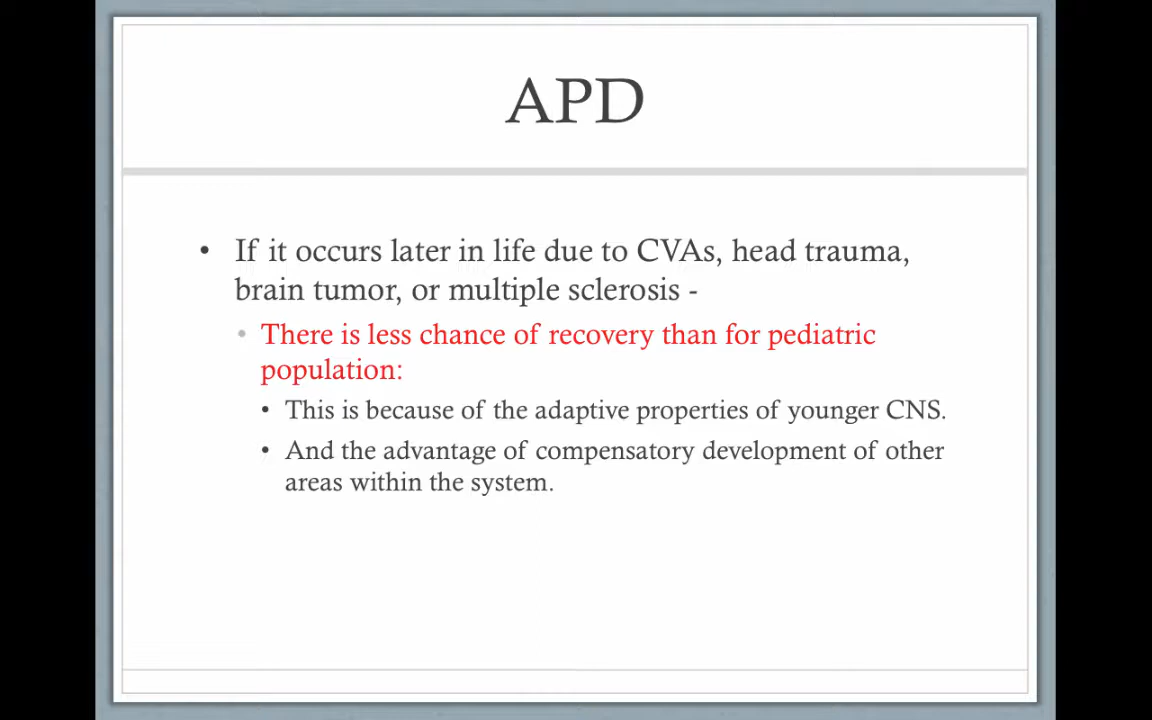 APD
• If it occurs later in life due to CVAs, head trauma,
brain tumor, or multiple sclerosis -
• There is less chance of recovery than for pediatric
population:
• This is because of the adaptive properties of younger CNS.
• And the advantage of compensatory development of other
areas within the system.